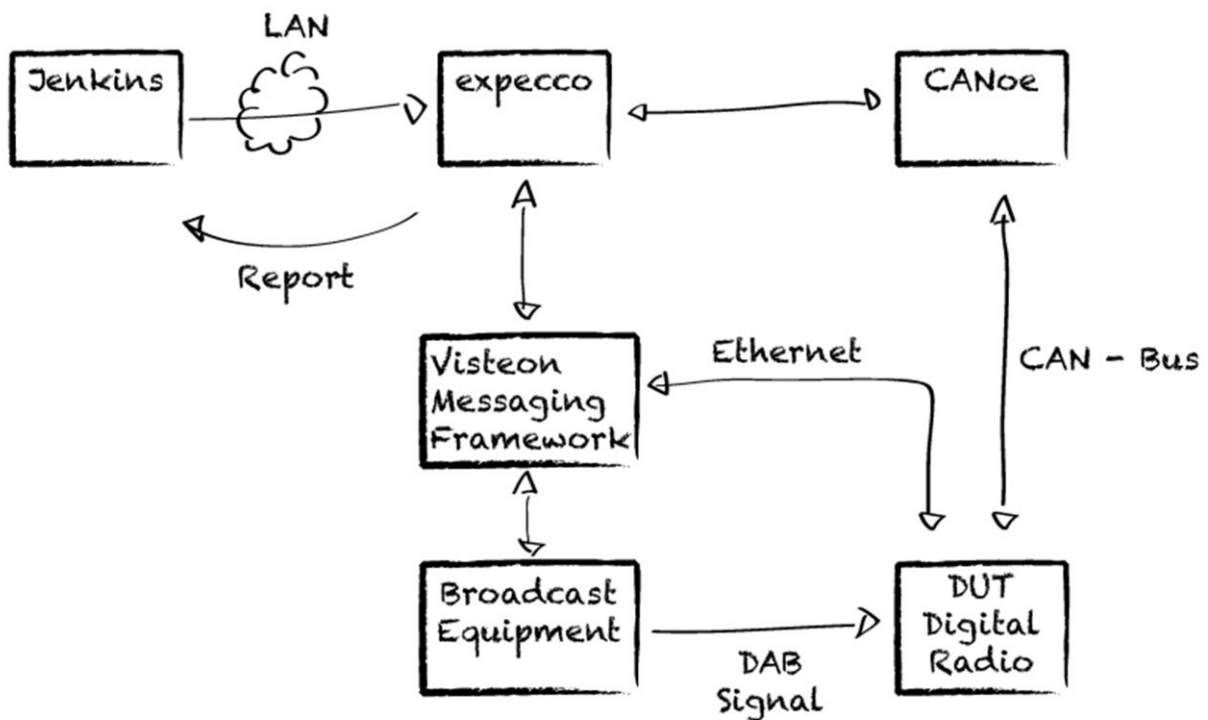 LAN
Jenkins
expecco
CANoe
Report
Visteon
Messaging
Framework
Ethernet
CAN - Bus
Broadcast
Equipment
DAB
Signal
DUT
Digital
Radio